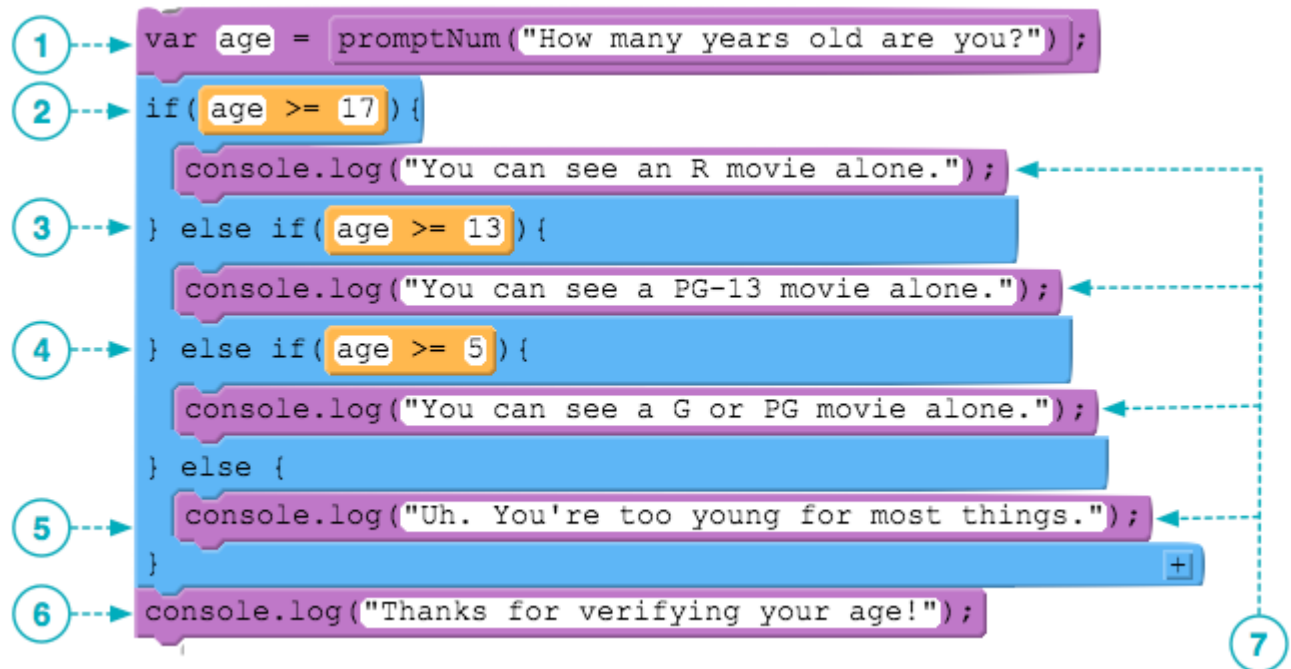 1 var age = promptNum("How many years old are you?");
2 if(age >= 17){
console.log("You can see an R movie alone.");
3 } else if(age >= 13){
console.log("You can see a PG-13 movie alone.");
4 } else if(age >= 5){
console.log("You can see a G or PG movie alone.");
} else {
5 console.log("Uh. You're too young for most things.");
} +
6 console.log("Thanks for verifying your age!");
7